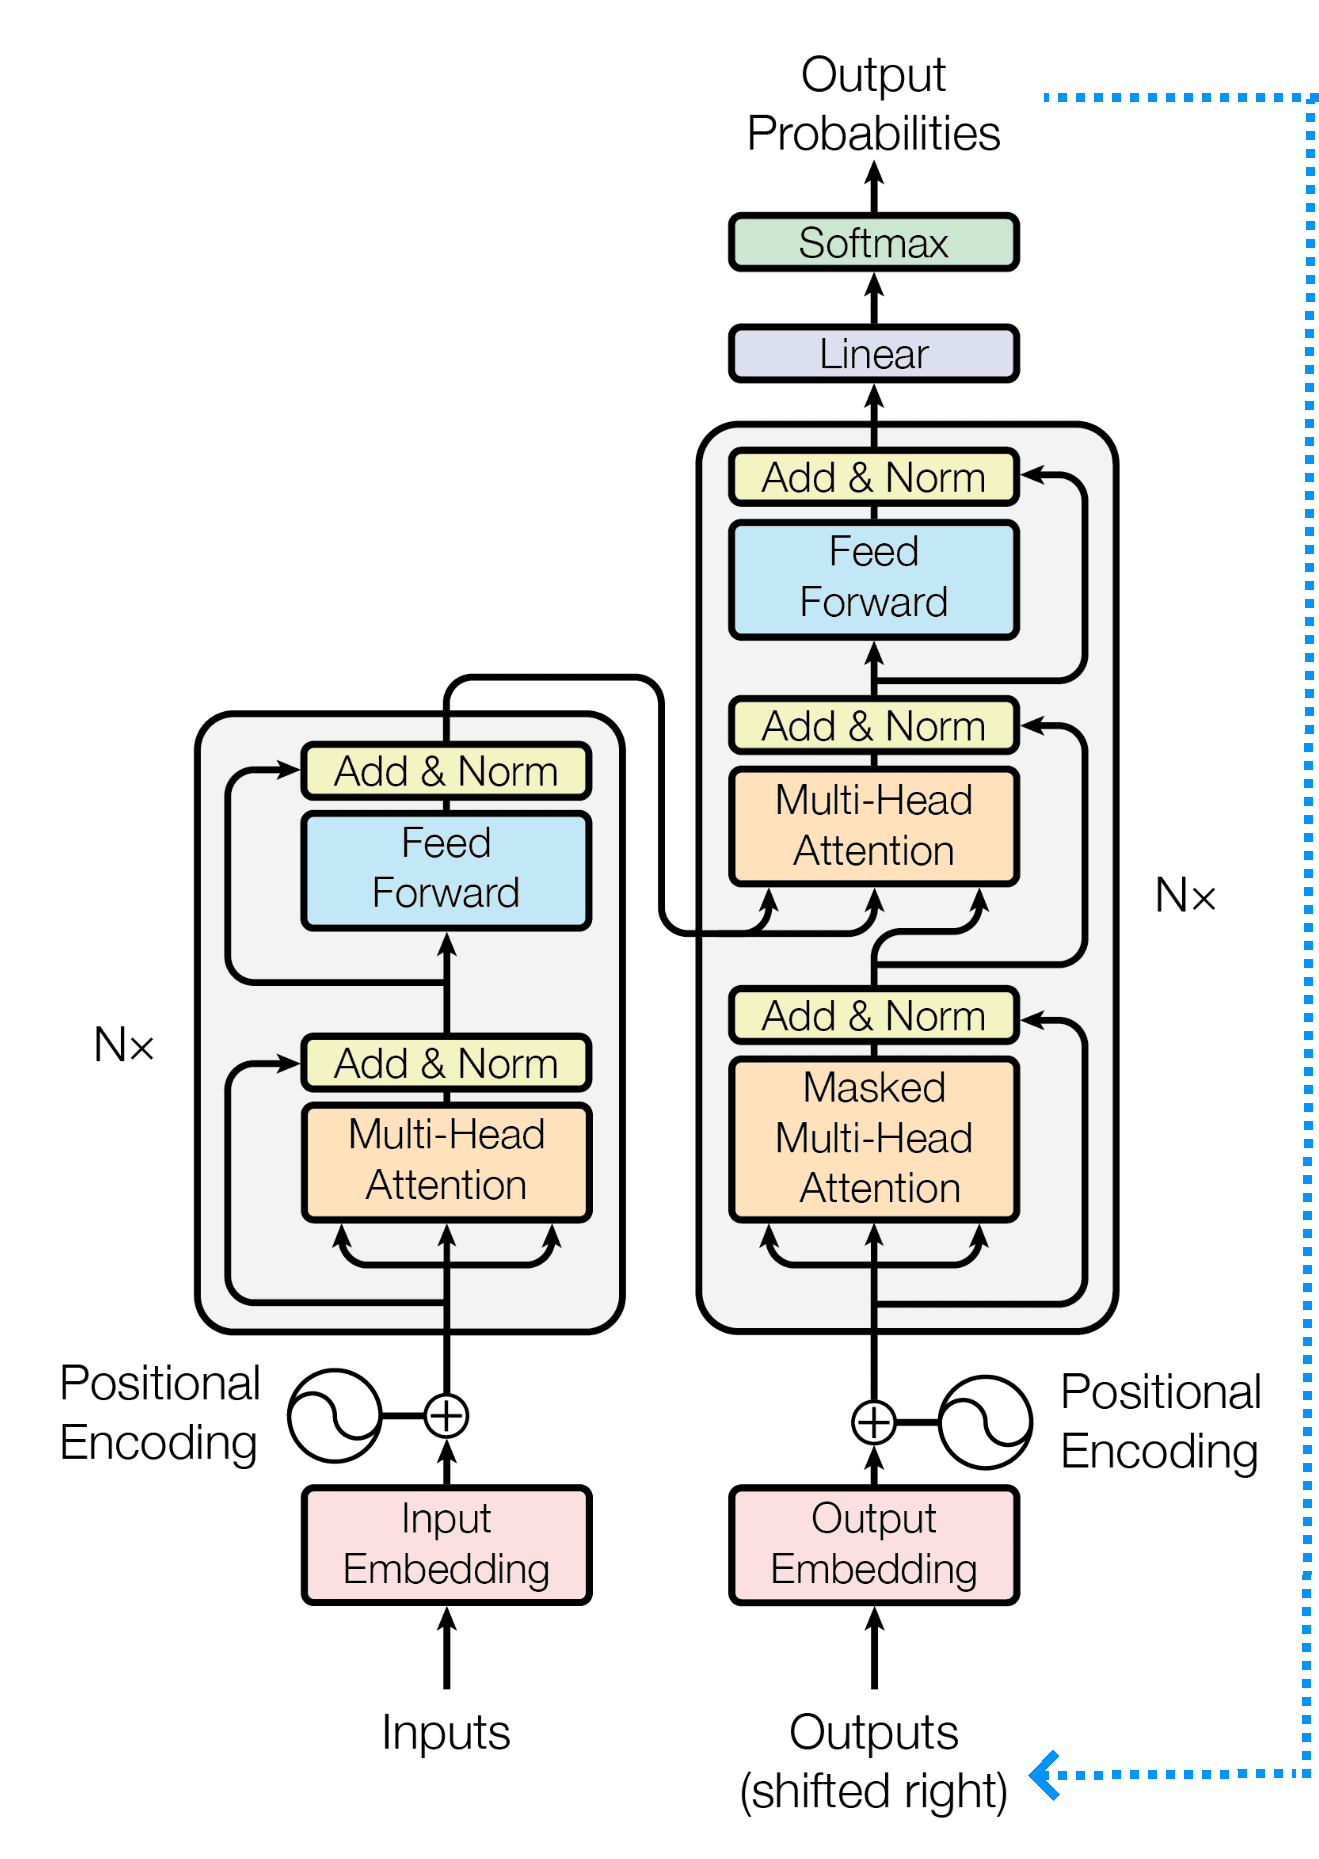 Output
Probabilities
Softmax
Linear
Add & Norm
Feed
Forward
Add & Norm
Multi-Head
Attention
Nx
Add & Norm
Masked
Multi-Head
Attention
Add & Norm
Feed
Forward
N×
Add & Norm
Multi-Head
Attention
Positional
Encoding
Positional
Encoding
Input
Embedding
Output
Embedding
Inputs
Outputs
(shifted right)